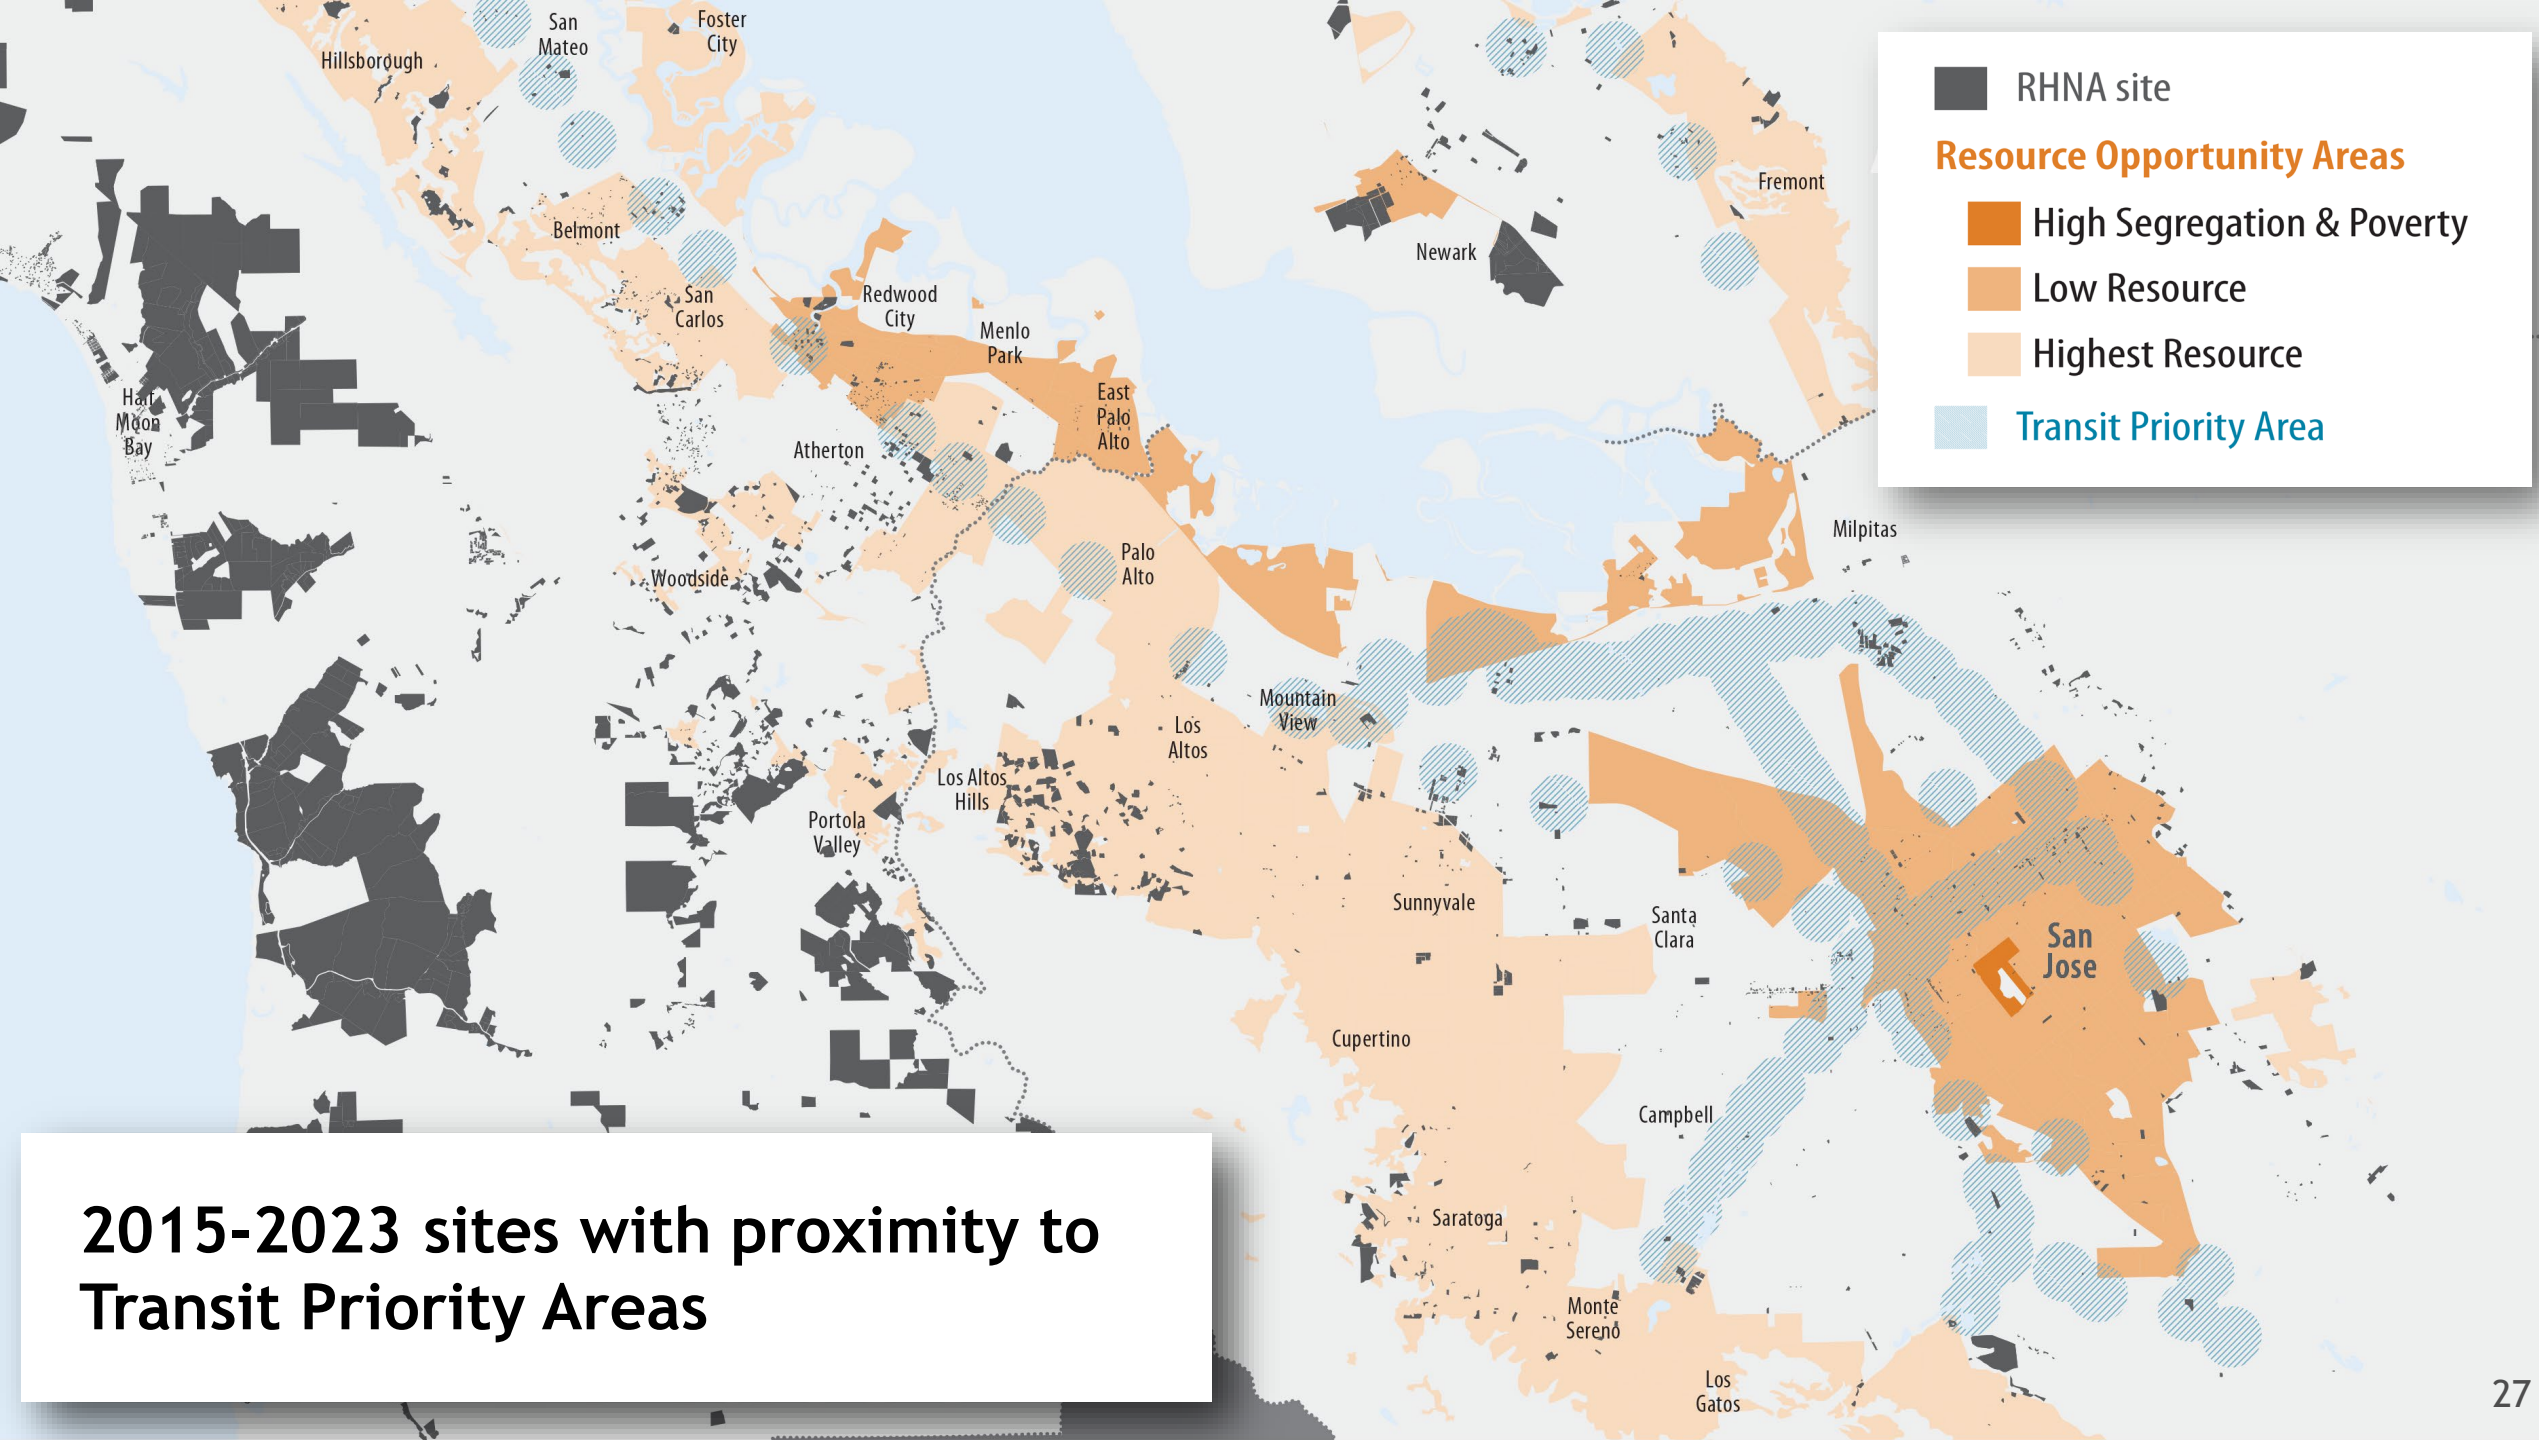 San
Mateo
Foster
City
Hillsborough
Belmont
San
Carlos
Redwood
City
Menlo
Park
East
Palo
Alto
Half
Moon
Bay
Atherton
Woodside
Palo
Alto
Newark
Fremont
RHNA site
Resource Opportunity Areas
High Segregation & Poverty
Low Resource
Highest Resource
Transit Priority Area
Milpitas
Mountain
View
Los
Altos
Los Altos
Hills
Portola
Valley
Sunnyvale
Santa
Clara
San
Jose
Cupertino
Campbell
Saratoga
Monte
Sereno
Los
Gatos
2015-2023 sites with proximity to
Transit Priority Areas
27